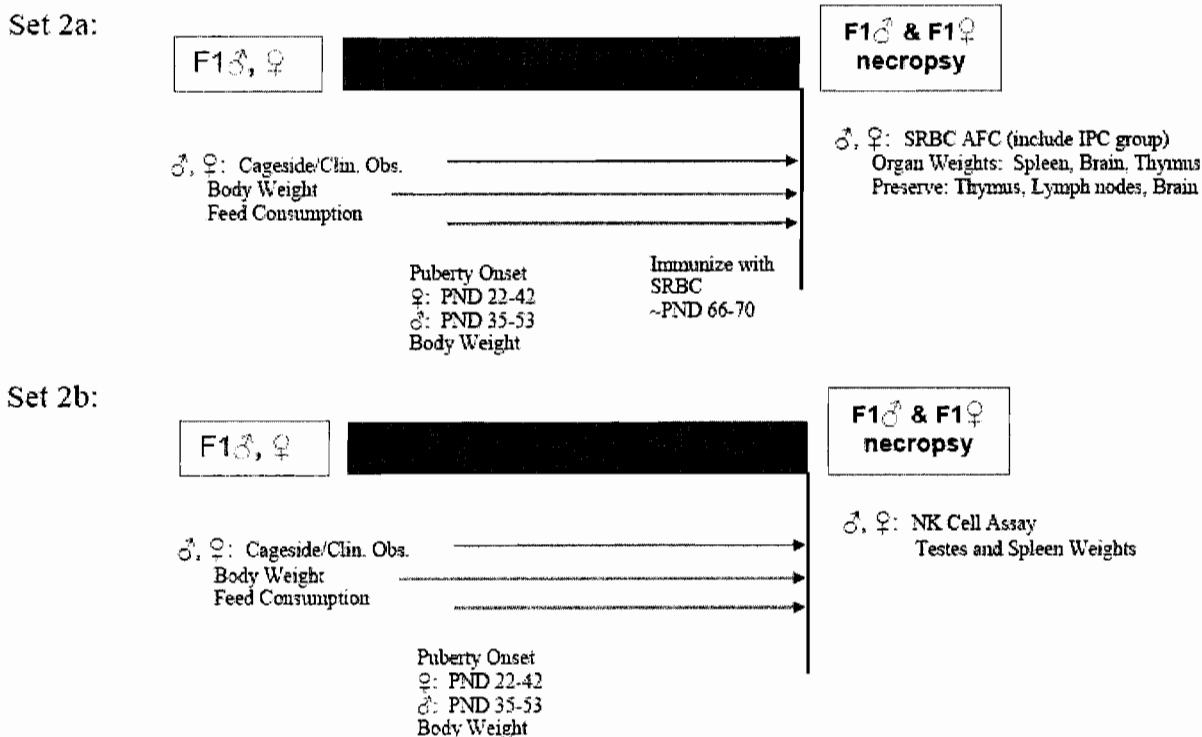 Set 2a:
F1♂, ♀
F1♂ & F1♀
necropsy
♂, ♀: Cageside/Clin. Obs.
Body Weight
Feed Consumption
♂, ♀: SRBC AFC (include IPC group)
Organ Weights: Spleen, Brain, Thymus
Preserve: Thymus, Lymph nodes, Brain
Puberty Onset
♀: PND 22-42
♂: PND 35-53
Body Weight
Immunize with
SRBC
~PND 66-70
Set 2b:
F1♂, ♀
F1♂ & F1♀
necropsy
♂, ♀: Cageside/Clin. Obs.
Body Weight
Feed Consumption
♂, ♀: NK Cell Assay
Testes and Spleen Weights
Puberty Onset
♀: PND 22-42
♂: PND 35-53
Body Weight